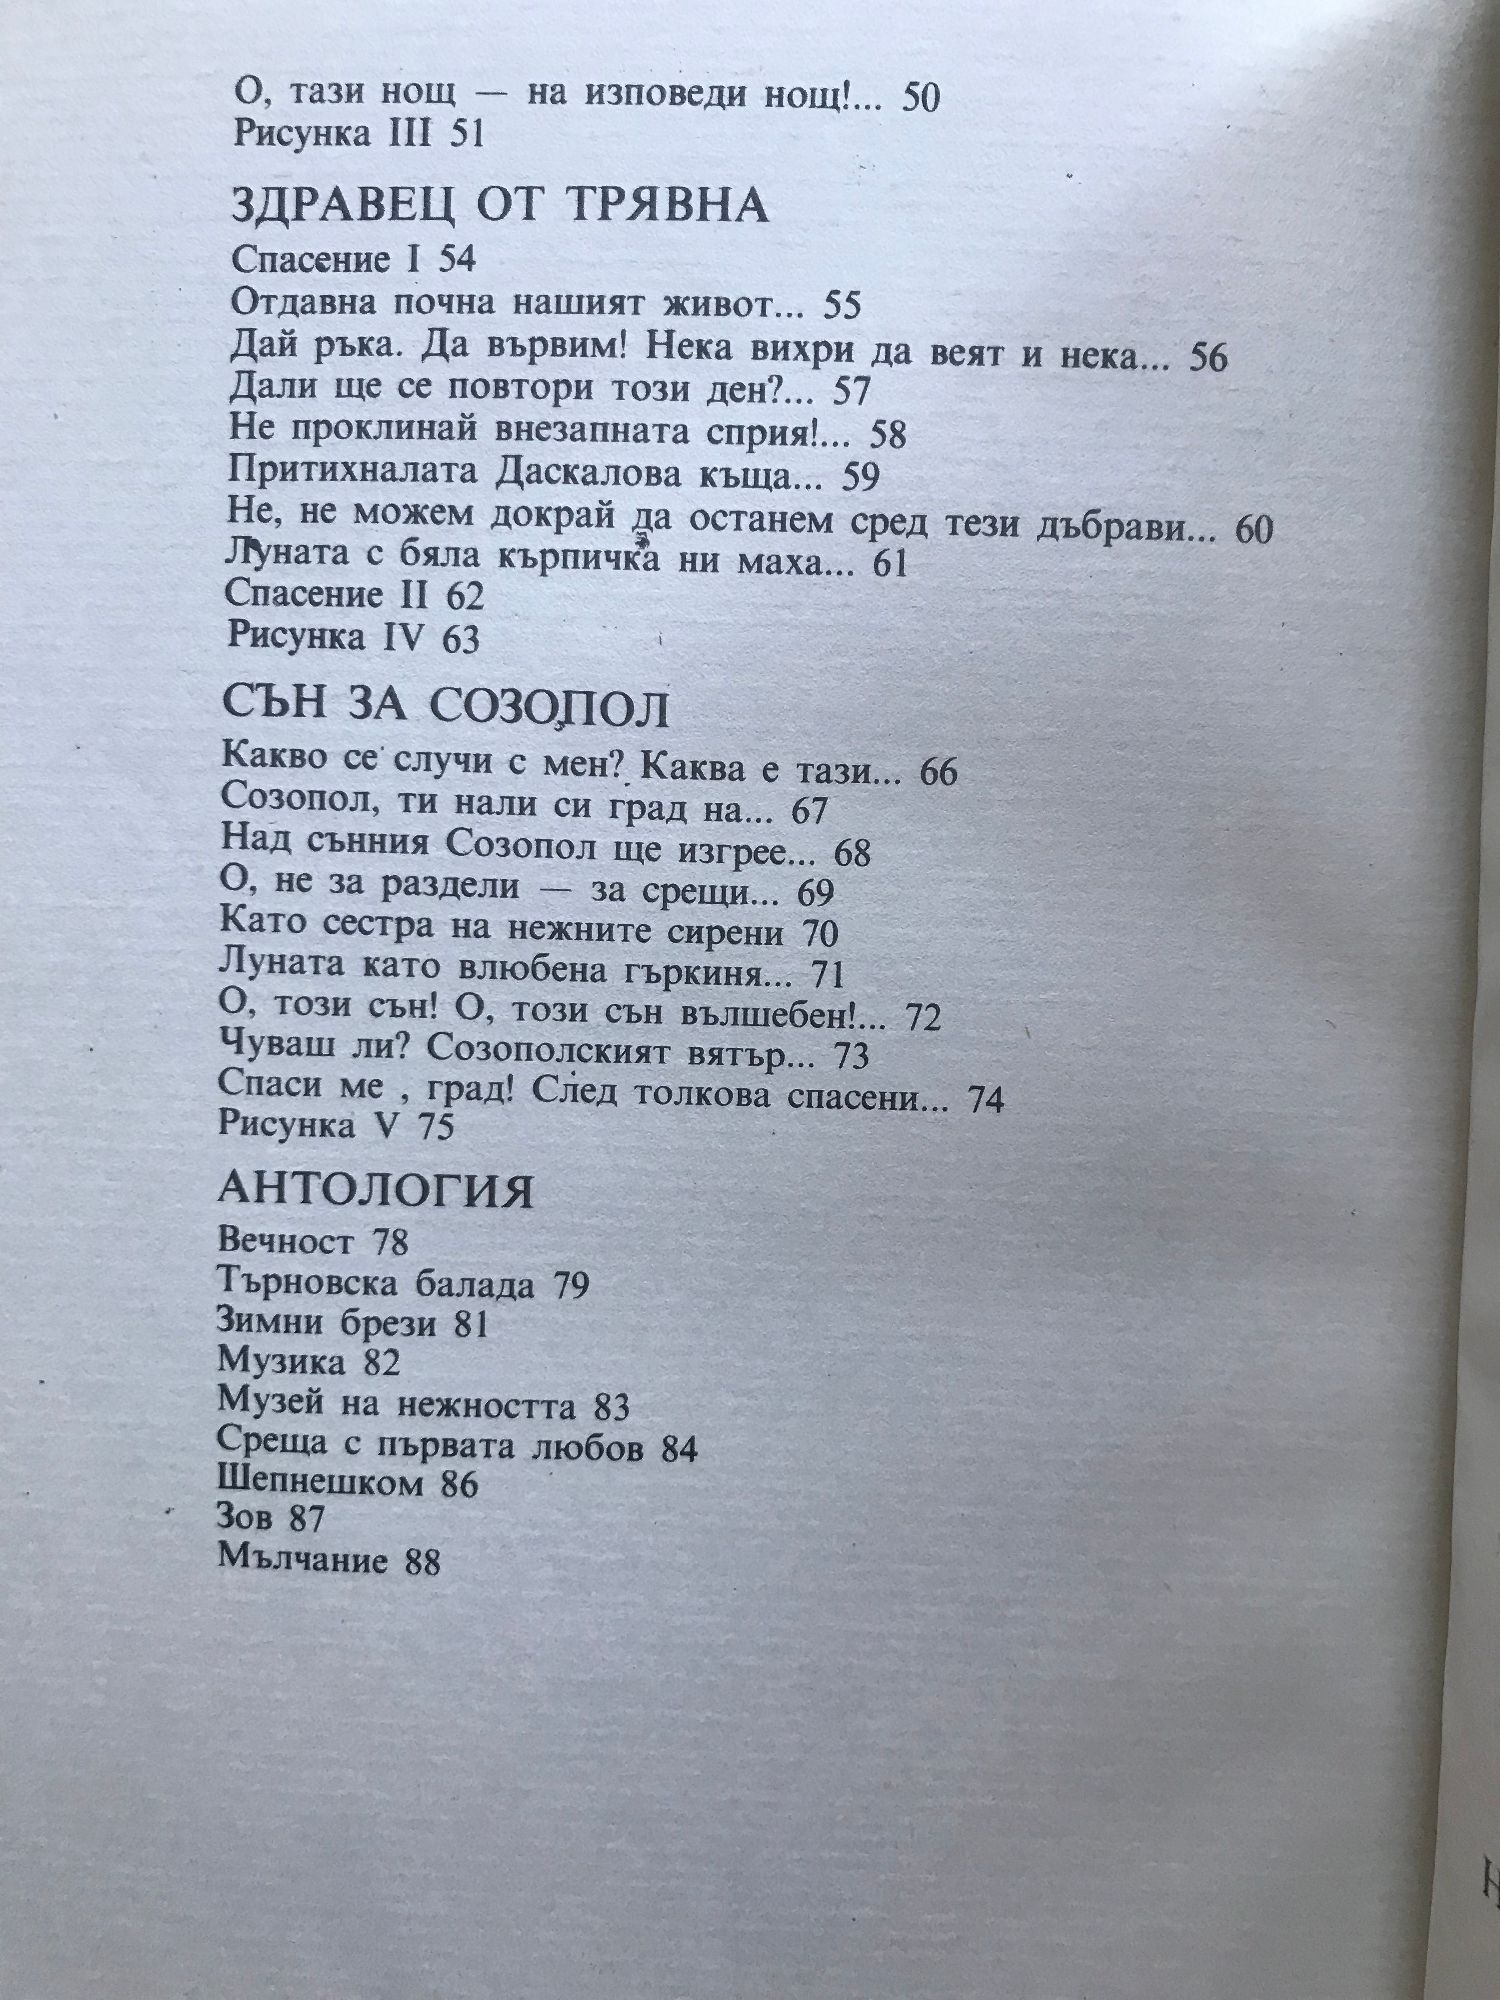 О, тази нощ — на изповеди нощ!... 50
Рисунка III 51
ЗДРАВЕЦ ОТ ТРЯВНА
Спасение I 54
Отдавна почна нашият живот... 55
Дай ръка. Да вървим! Нека вихри да веят и нека... 56
Дали ще се повтори този ден?... 57
Не проклинай внезапната сприя!... 58
Притихналата Даскалова къща... 59
Не, не можем докрай да останем сред тези дъбрави... 60
Луната с бяла кърпичка ни маха... 61
Спасение II 62
Рисунка IV 63
СЪН ЗА СОЗОПОЛ
Какво се случи с мен? Каква е тази... 66
Созопол, ти нали си град на... 67
Над сънния Созопол ще изгрее... 68
О, не за раздели — за срещи... 69
Като сестра на нежните сирени 70
Луната като влюбена гъркиня... 71
О, този сън! О, този сън вълшебен!... 72
Чуваш ли? Созополският вятър... 73
Спаси ме , град! След толкова спасени... 74
Рисунка V 75
АНТОЛОГИЯ
Вечност 78
Търновска балада 79
Зимни брези 81
Музика 82
Музей на нежността 83
Среща с първата любов 84
Шепнешком 86
Зов 87
Мълчание 88